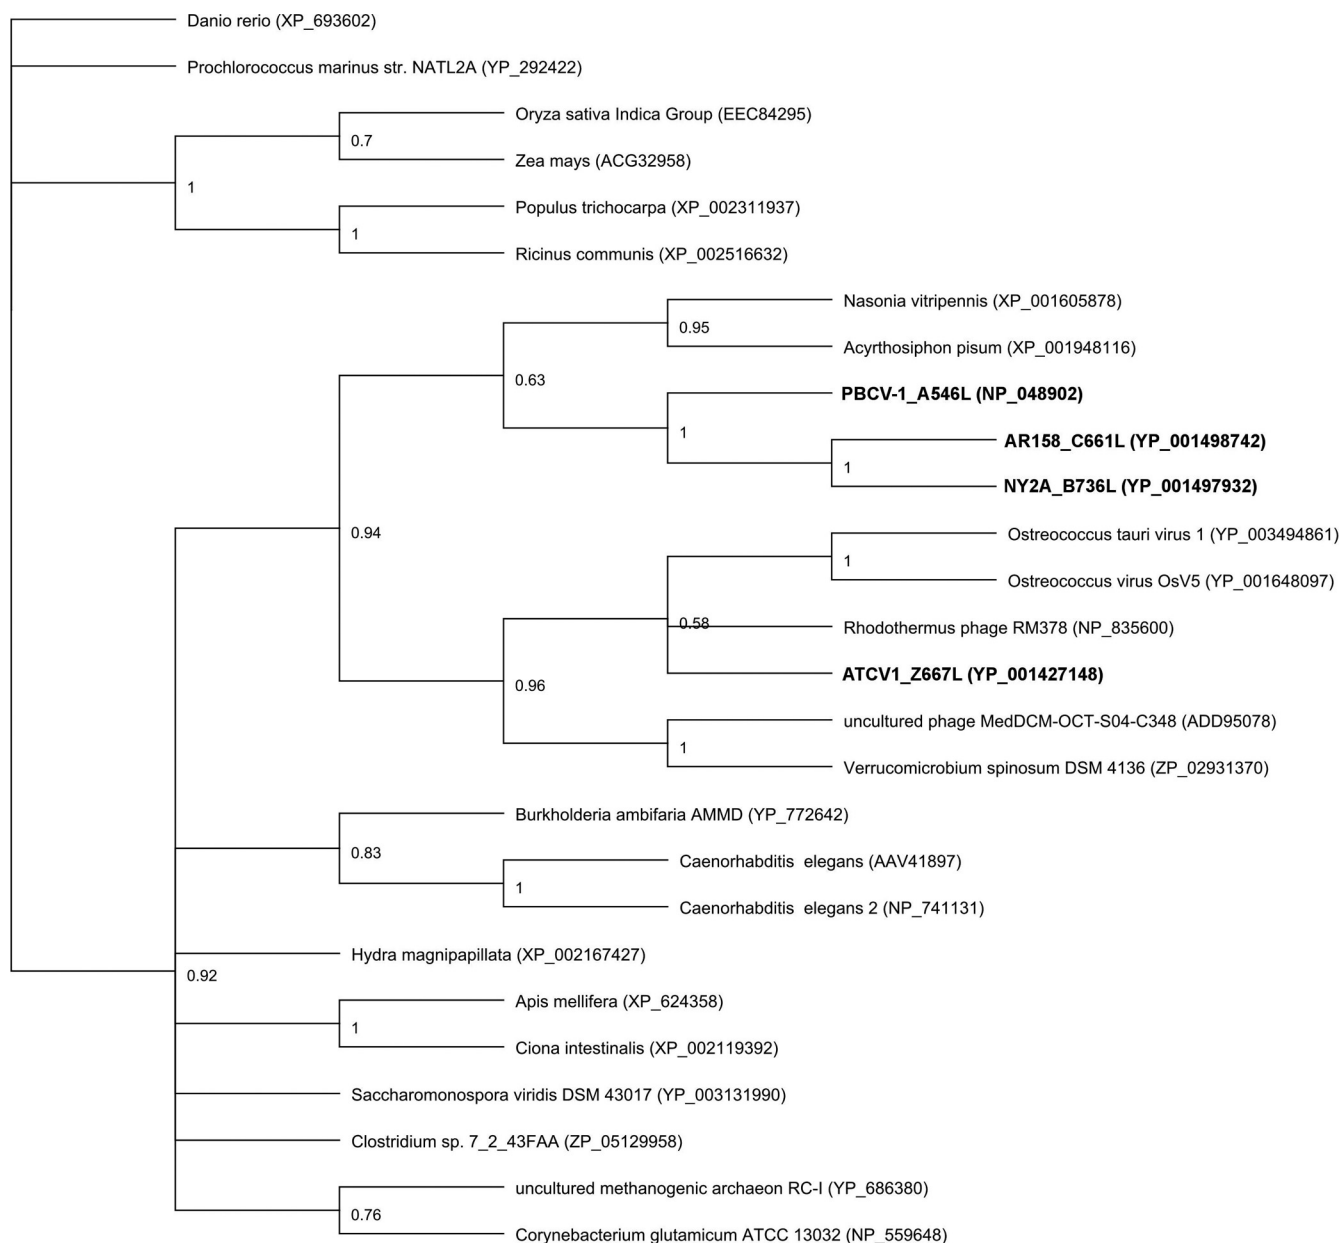 Danio rerio (XP_693602)
Prochlorococcus marinus str. NATL2A (YP_292422)
Oryza sativa Indica Group (EEC84295)
0.7
Zea mays (ACG32958)
1
Populus trichocarpa (XP_002311937)
1
Ricinus communis (XP_002516632)
Nasonia vitripennis (XP_001605878)
0.95
Acyrthosiphon pisum (XP_001948116)
0.63
PBCV-1_A546L (NP_048902)
1
AR158_C661L (YP_001498742)
1
NY2A_B736L (YP_001497932)
0.94
Ostreococcus tauri virus 1 (YP_003494861)
1
Ostreococcus virus OsV5 (YP_001648097)
0.58
Rhodothermus phage RM378 (NP_835600)
ATCV1_Z667L (YP_001427148)
0.96
uncultured phage MedDCM-OCT-S04-C348 (ADD95078)
1
Verrucomicrobium spinosum DSM 4136 (ZP_02931370)
Burkholderia ambifaria AMMD (YP_772642)
0.83
Caenorhabditis  elegans (AAV41897)
1
Caenorhabditis  elegans 2 (NP_741131)
Hydra magnipapillata (XP_002167427)
0.92
Apis mellifera (XP_624358)
1
Ciona intestinalis (XP_002119392)
Saccharomonospora viridis DSM 43017 (YP_003131990)
Clostridium sp. 7_2_43FAA (ZP_05129958)
uncultured methanogenic archaeon RC-I (YP_686380)
0.76
Corynebacterium glutamicum ATCC 13032 (NP_559648)